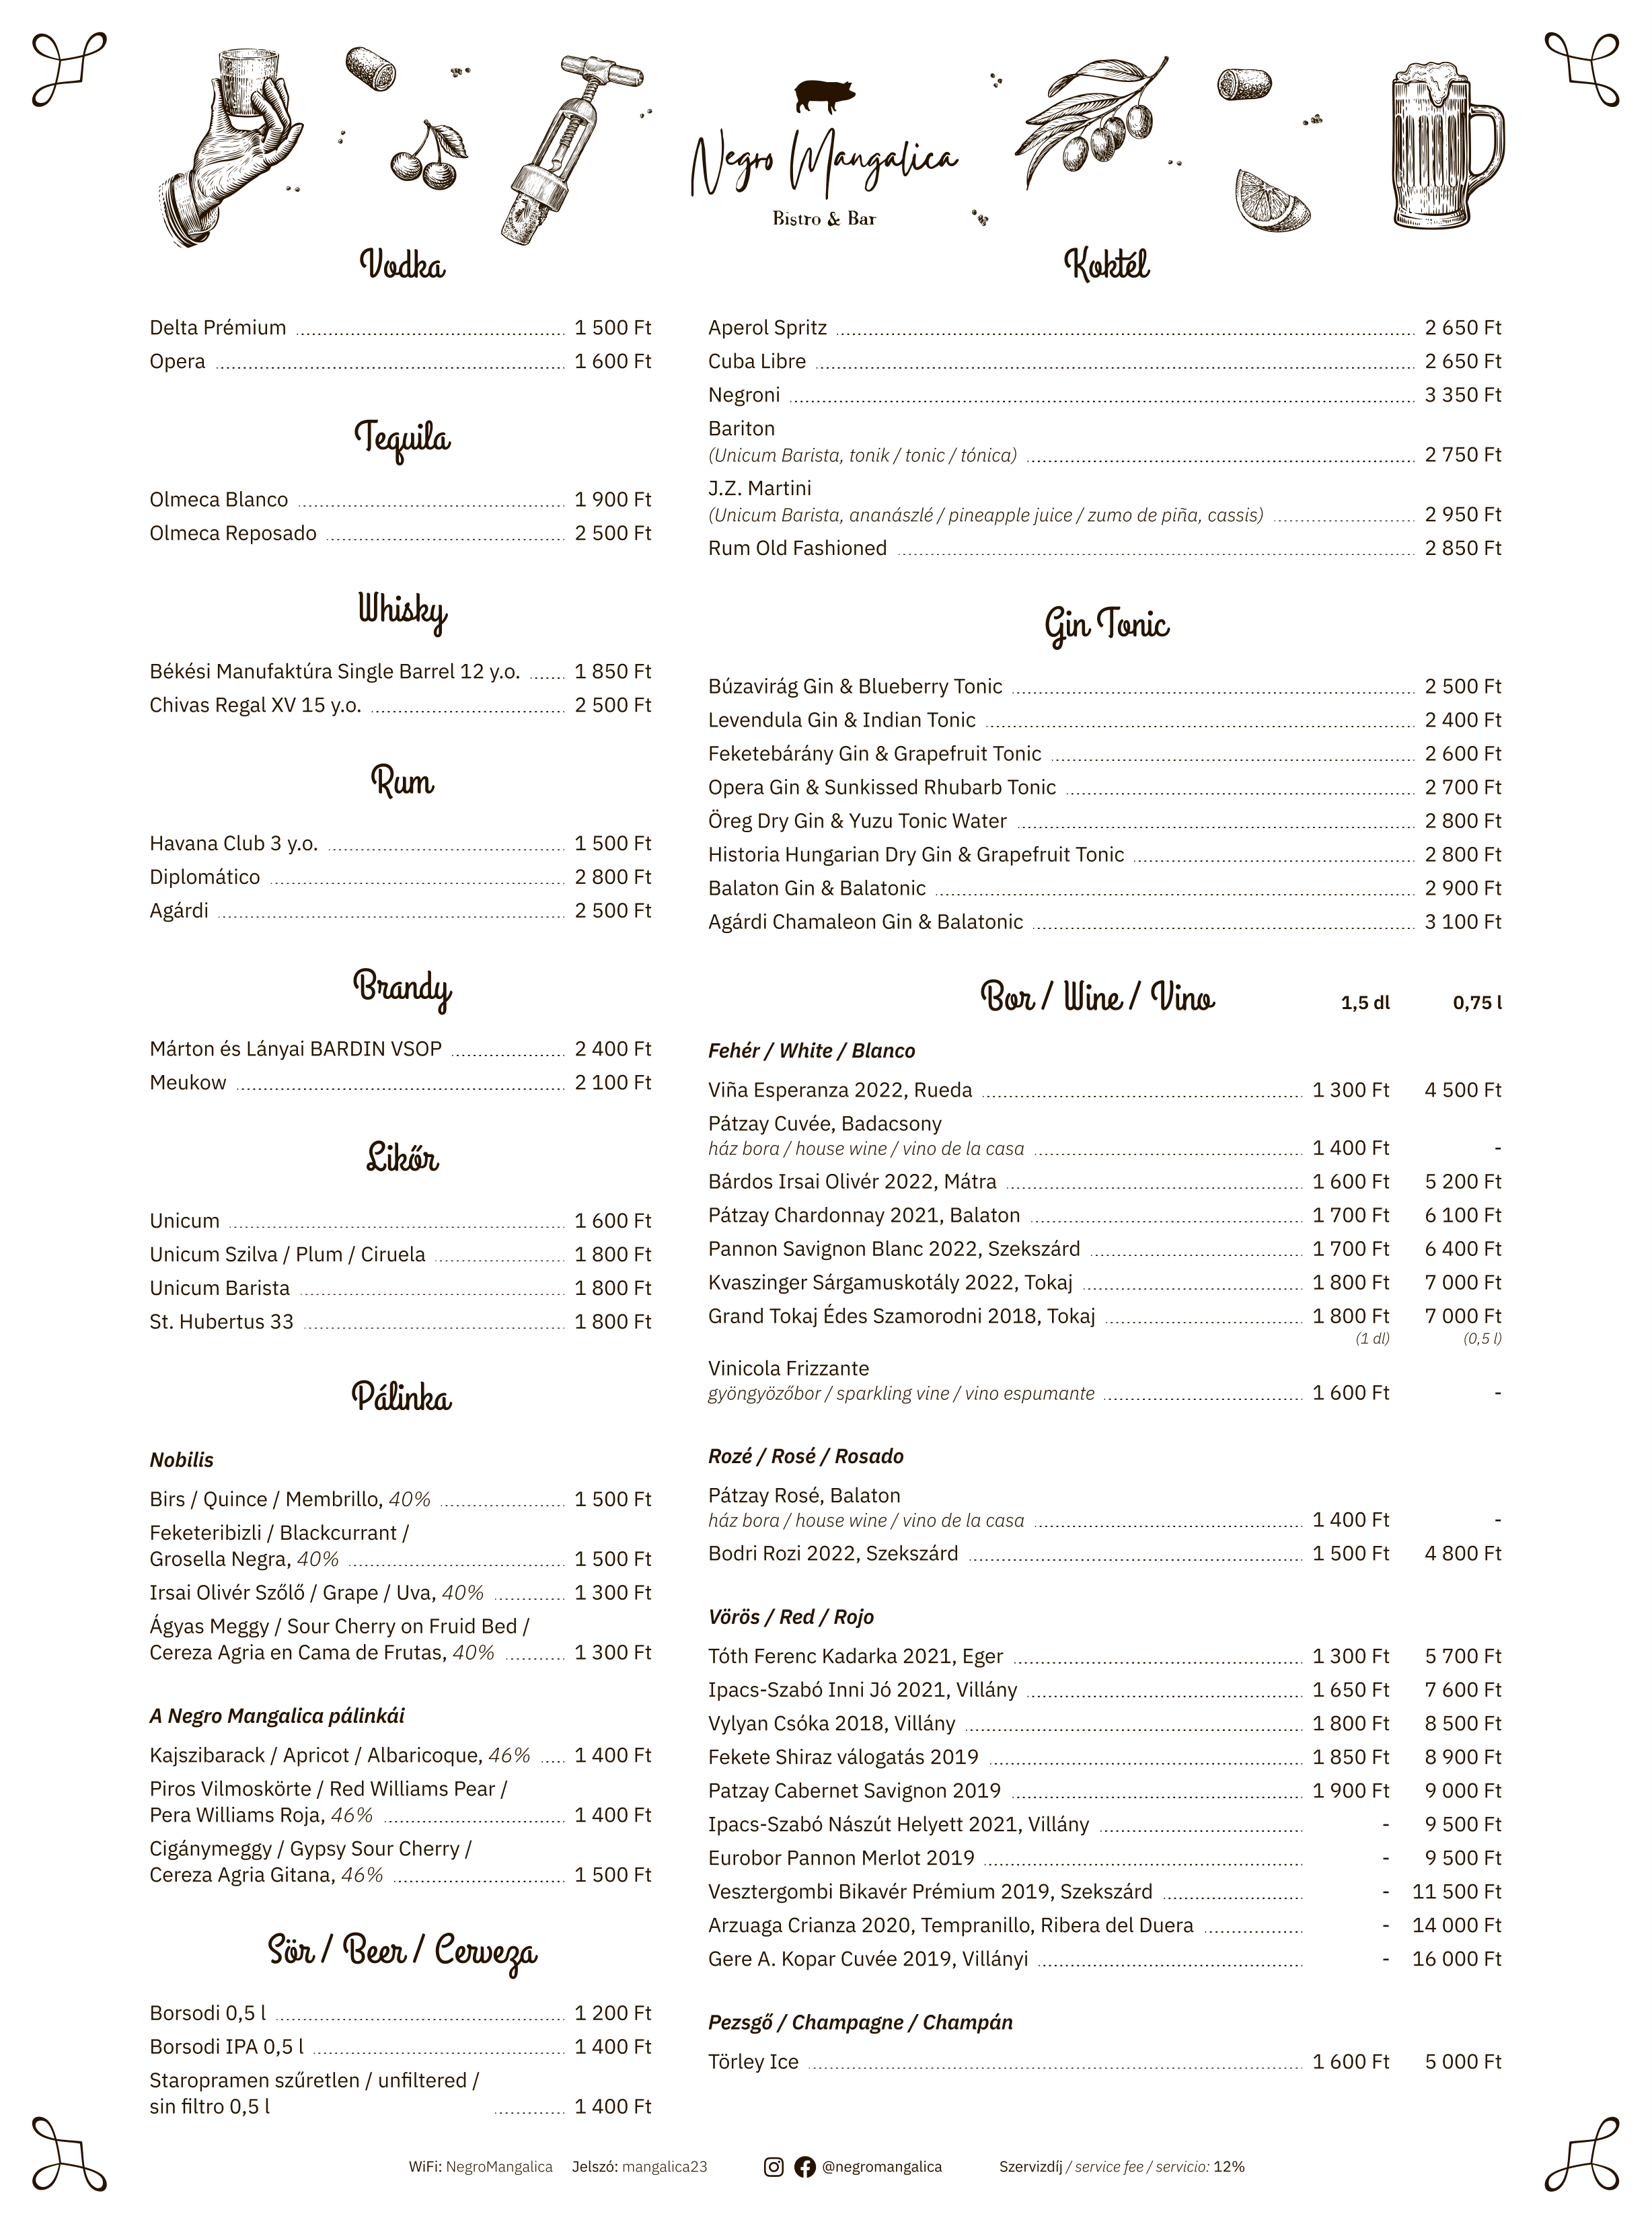 Negro Mangalica
Bistro & Bar
Vodka
Delta Prémium 1 500 Ft
Opera 1 600 Ft
Tequila
Olmeca Blanco 1 900 Ft
Olmeca Reposado 2 500 Ft
Whisky
Békési Manufaktúra Single Barrel 12 y.o. 1 850 Ft
Chivas Regal XV 15 y.o. 2 500 Ft
Rum
Havana Club 3 y.o. 1 500 Ft
Diplomático 2 800 Ft
Agárdi 2 500 Ft
Brandy
Márton és Lányai BARDIN VSOP 2 400 Ft
Meukow 2 100 Ft
Likőr
Unicum 1 600 Ft
Unicum Szilva / Plum / Ciruela 1 800 Ft
Unicum Barista 1 800 Ft
St. Hubertus 33 1 800 Ft
Pálinka
Nobilis
Birs / Quince / Membrillo, 40% 1 500 Ft
Feketeribizli / Blackcurrant /
Grosella Negra, 40% 1 500 Ft
Irsai Olivér Szőlő / Grape / Uva, 40% 1 300 Ft
Ágyas Meggy / Sour Cherry on Fruid Bed /
Cereza Agria en Cama de Frutas, 40% 1 300 Ft
A Negro Mangalica pálinkái
Kajszibarack / Apricot / Albaricoque, 46% 1 400 Ft
Piros Vilmoskörte / Red Williams Pear /
Pera Williams Roja, 46% 1 400 Ft
Cigánymeggy / Gypsy Sour Cherry /
Cereza Agria Gitana, 46% 1 500 Ft
Sör / Beer / Cerveza
Borsodi 0,5 l 1 200 Ft
Borsodi IPA 0,5 l 1 400 Ft
Staropramen szűretlen / unfiltered /
sin filtro 0,5 l 1 400 Ft
Koktél
Aperol Spritz 2 650 Ft
Cuba Libre 2 650 Ft
Negroni 3 350 Ft
Bariton
(Unicum Barista, tonik / tonic / tónica) 2 750 Ft
J.Z. Martini
(Unicum Barista, ananászlé / pineapple juice / zumo de piña, cassis) 2 950 Ft
Rum Old Fashioned 2 850 Ft
Gin Tonic
Búzavirág Gin & Blueberry Tonic 2 500 Ft
Levendula Gin & Indian Tonic 2 400 Ft
Feketebárány Gin & Grapefruit Tonic 2 600 Ft
Opera Gin & Sunkissed Rhubarb Tonic 2 700 Ft
Öreg Dry Gin & Yuzu Tonic Water 2 800 Ft
Historia Hungarian Dry Gin & Grapefruit Tonic 2 800 Ft
Balaton Gin & Balatonic 2 900 Ft
Agárdi Chamaleon Gin & Balatonic 3 100 Ft
Bor / Wine / Vino 1,5 dl 0,75 l
Fehér / White / Blanco
Viña Esperanza 2022, Rueda 1 300 Ft 4 500 Ft
Pátzay Cuvée, Badacsony
ház bora / house wine / vino de la casa 1 400 Ft -
Bárdos Irsai Olivér 2022, Mátra 1 600 Ft 5 200 Ft
Pátzay Chardonnay 2021, Balaton 1 700 Ft 6 100 Ft
Pannon Savignon Blanc 2022, Szekszárd 1 700 Ft 6 400 Ft
Kvaszinger Sárgamuskotály 2022, Tokaj 1 800 Ft 7 000 Ft
Grand Tokaj Édes Szamorodni 2018, Tokaj 1 800 Ft 7 000 Ft
(1 dl) (0,5 l)
Vinicola Frizzante
gyöngyözőbor / sparkling vine / vino espumante 1 600 Ft -
Rozé / Rosé / Rosado
Pátzay Rosé, Balaton
ház bora / house wine / vino de la casa 1 400 Ft -
Bodri Rozi 2022, Szekszárd 1 500 Ft 4 800 Ft
Vörös / Red / Rojo
Tóth Ferenc Kadarka 2021, Eger 1 300 Ft 5 700 Ft
Ipacs-Szabó Inni Jó 2021, Villány 1 650 Ft 7 600 Ft
Vylyan Csóka 2018, Villány 1 800 Ft 8 500 Ft
Fekete Shiraz válogatás 2019 1 850 Ft 8 900 Ft
Patzay Cabernet Savignon 2019 1 900 Ft 9 000 Ft
Ipacs-Szabó Nászút Helyett 2021, Villány - 9 500 Ft
Eurobor Pannon Merlot 2019 - 9 500 Ft
Vesztergombi Bikavér Prémium 2019, Szekszárd - 11 500 Ft
Arzuaga Crianza 2020, Tempranillo, Ribera del Duera - 14 000 Ft
Gere A. Kopar Cuvée 2019, Villányi - 16 000 Ft
Pezsgő / Champagne / Champán
Törley Ice 1 600 Ft 5 000 Ft
WiFi: NegroMangalica Jelszó: mangalica23 @negromangalica Szervizdíj / service fee / servicio: 12%